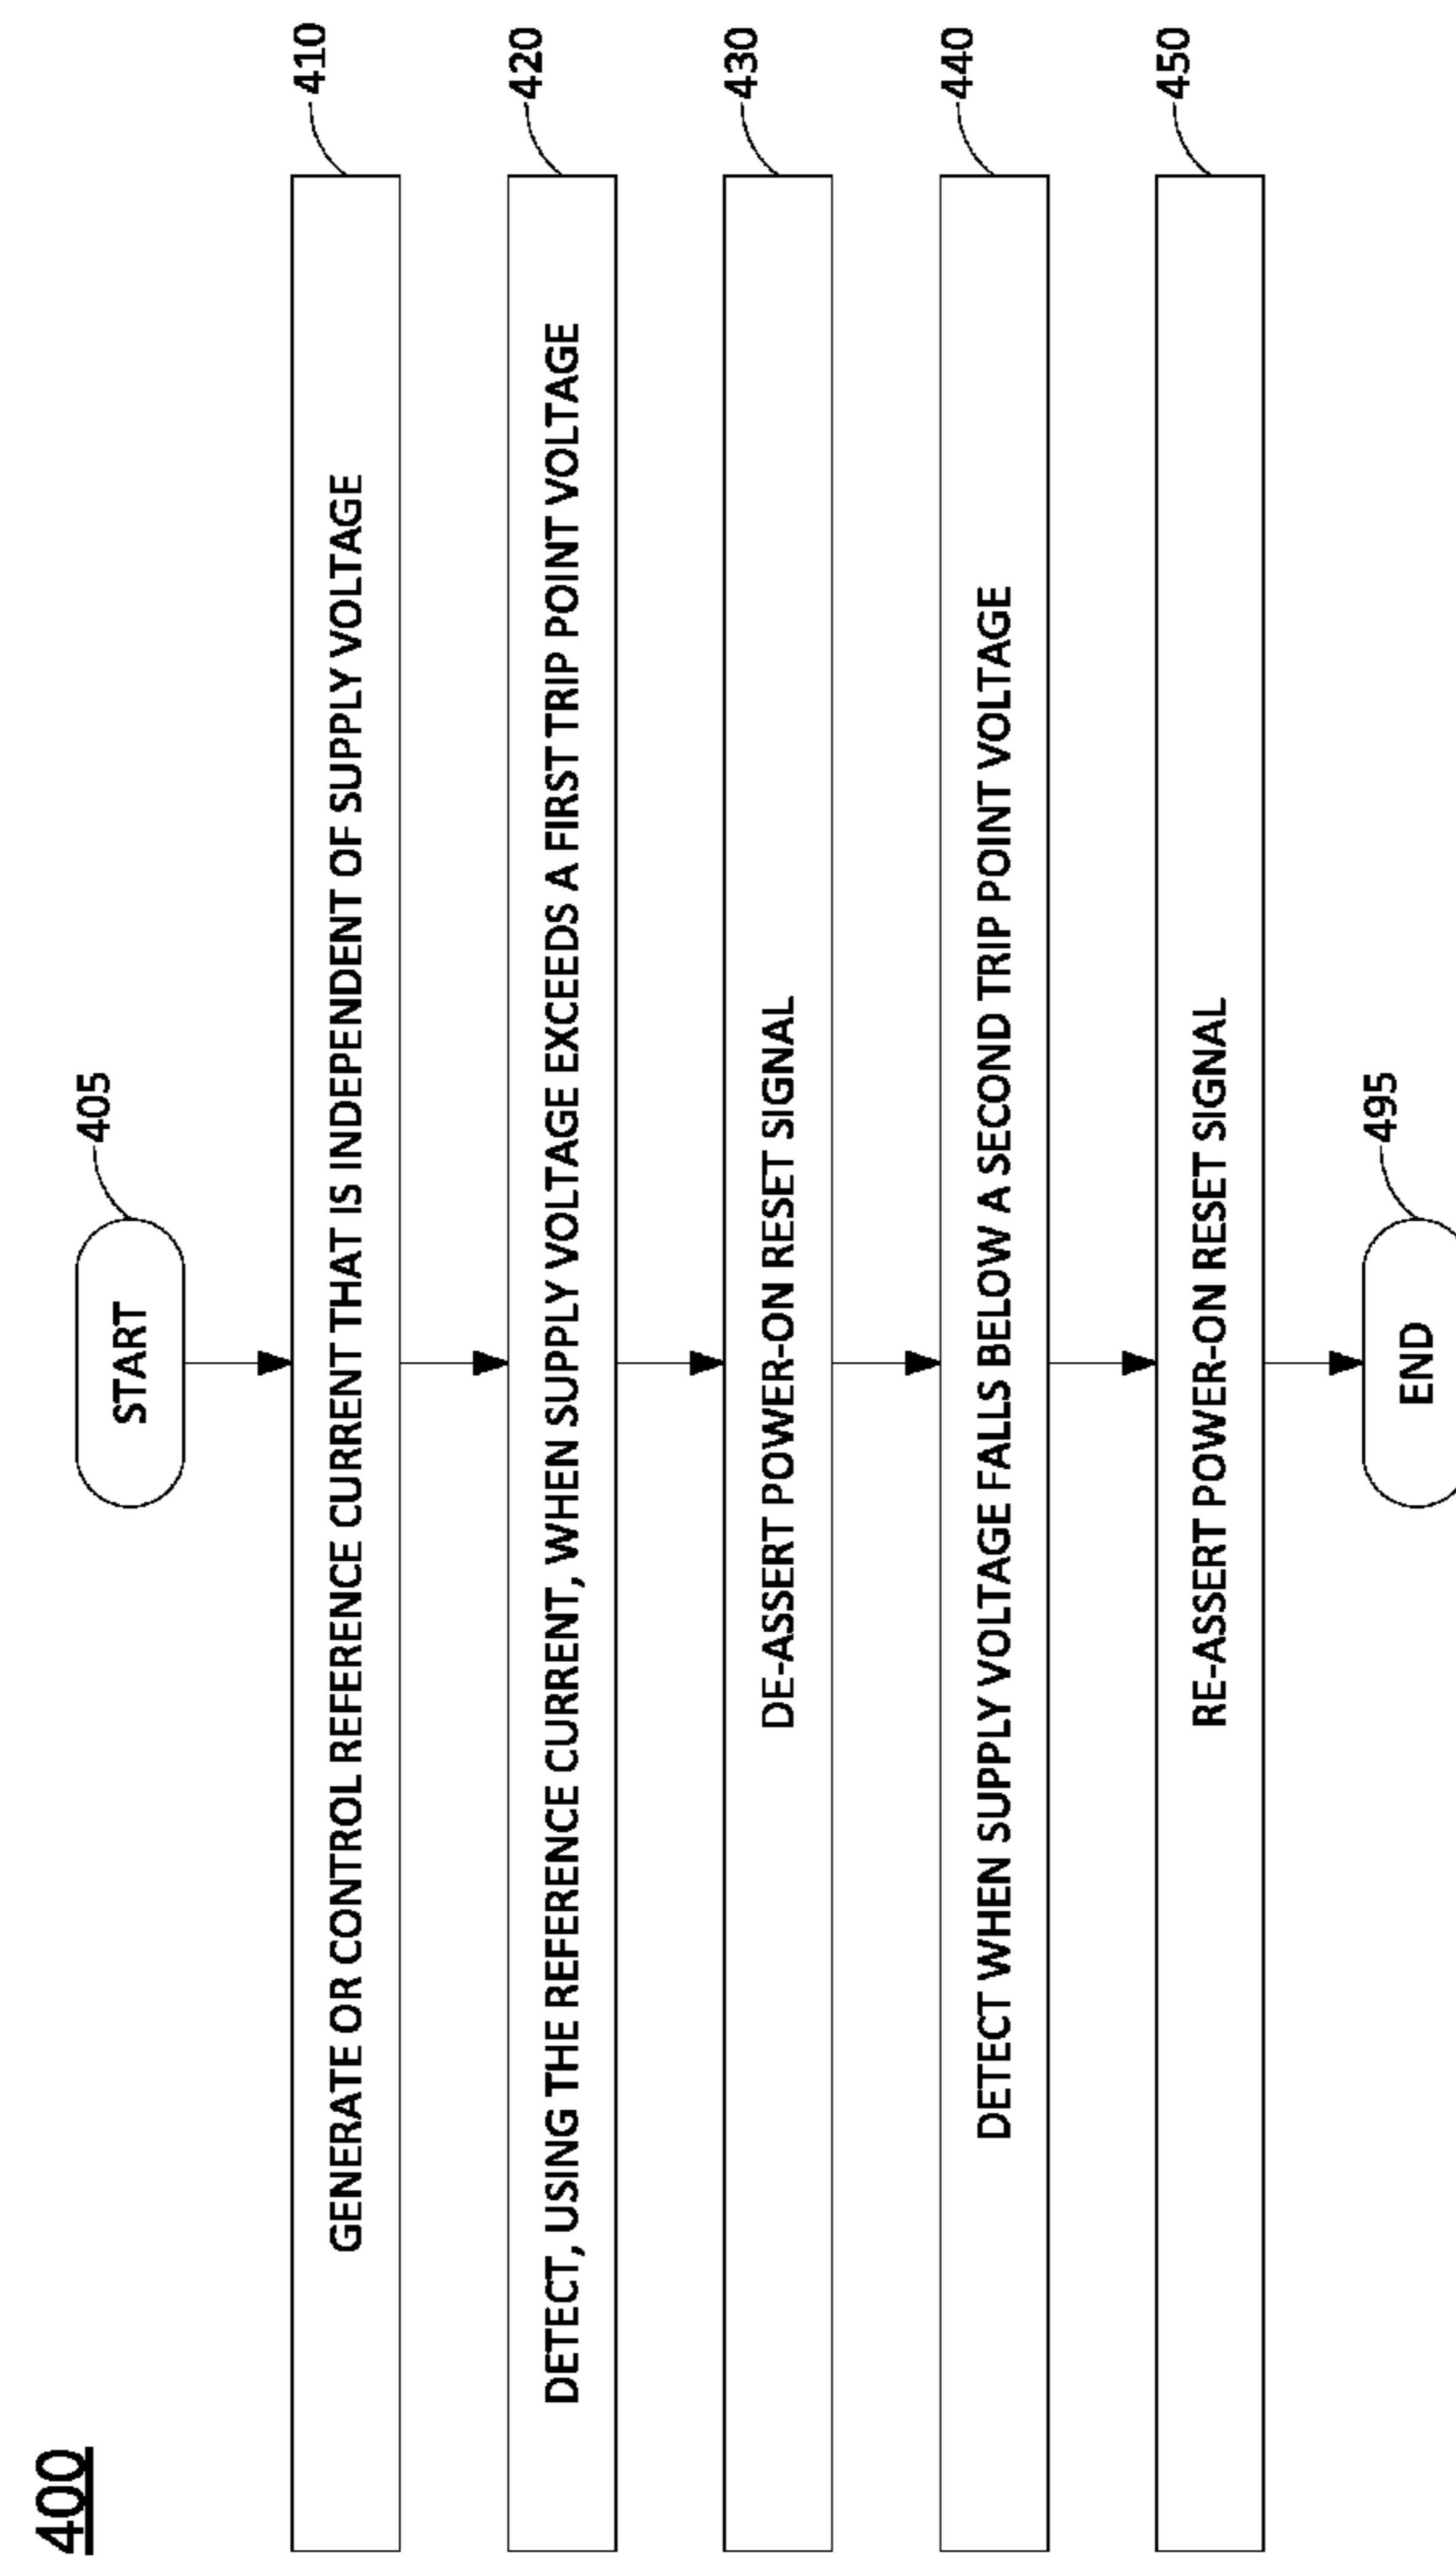 400
START
405
GENERATE OR CONTROL REFERENCE CURRENT THAT IS INDEPENDENT OF SUPPLY VOLTAGE
410
DETECT, USING THE REFERENCE CURRENT, WHEN SUPPLY VOLTAGE EXCEEDS A FIRST TRIP POINT VOLTAGE
420
DE-ASSERT POWER-ON RESET SIGNAL
430
DETECT WHEN SUPPLY VOLTAGE FALLS BELOW A SECOND TRIP POINT VOLTAGE
440
RE-ASSERT POWER-ON RESET SIGNAL
450
END
495